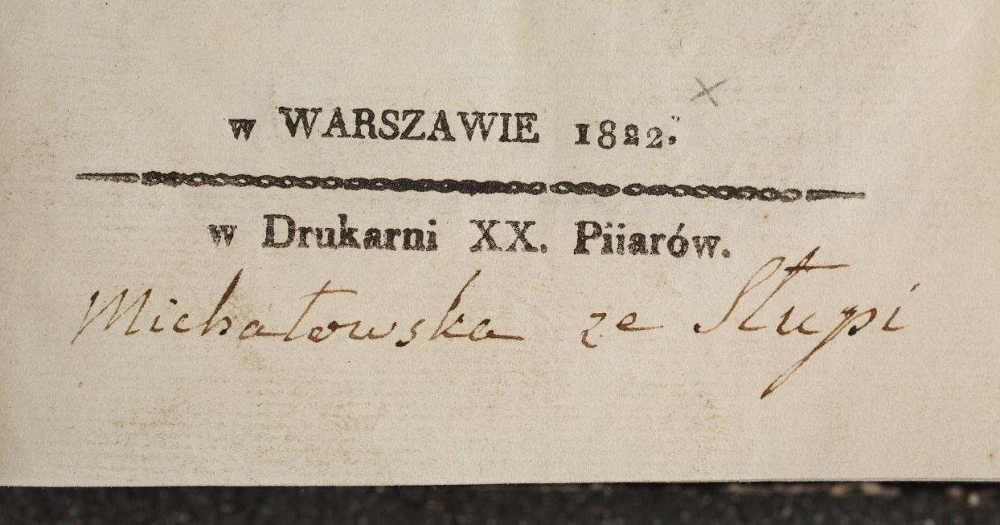 w WARSZAWIE 1822.
w Drukarni XX. Piiarów.
Michałowska ze Słupi